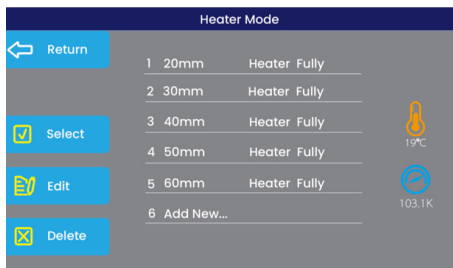 Heater Mode
Return
1 20mm Heater Fully
2 30mm Heater Fully
3 40mm Heater Fully
4 50mm Heater Fully
5 60mm Heater Fully
6 Add New...
Select
Edit
Delete
19°C
103.1K